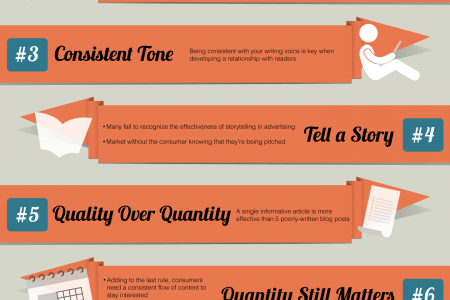 #3 Consistent Tone
Being consistent with your writing voice is key when
developing a relationship with readers
• Many fail to recognize the effectiveness of storytelling in advertising
• Market without the consumer knowing that they're being pitched
Tell a Story #4
#5 Quality Over Quantity
A single informative article is more
effective than 5 poorly-written blog posts
• Adding to the last rule, consumers
need a consistent flow of content to
stay interested
Quantity Still Matters #6